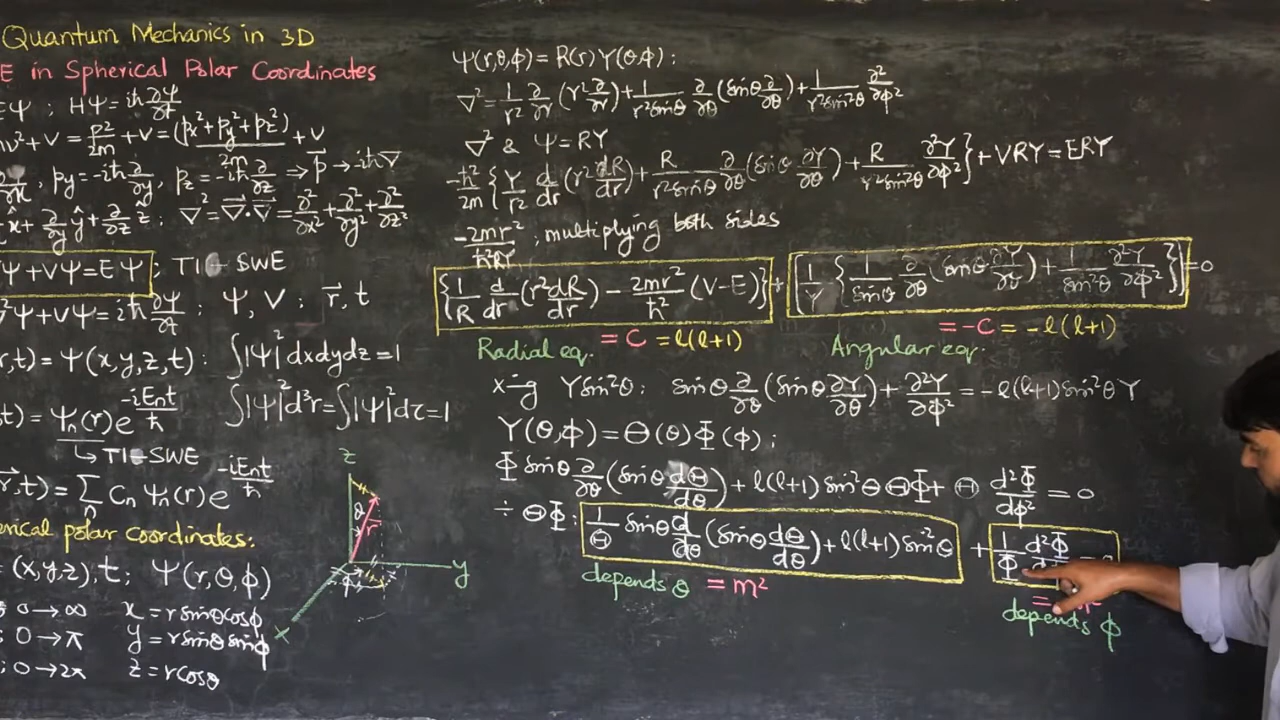 Quantum Mechanics in 3D
E in Spherical Polar Coordinates
EΨ ; HΨ = iħ ∂Ψ/∂t
mv² + V = p²/2m + V = (px² + py² + pz²)/2m + V
, py = -iħ ∂/∂y, pz = -iħ ∂/∂z ⇒ p⃗ → iħ∇⃗
x̂ + ∂/∂y ŷ + ∂/∂z ẑ ; ∇² = ∇⃗·∇⃗ = ∂²/∂x² + ∂²/∂y² + ∂²/∂z²
Ψ + VΨ = EΨ ; TI-SWE
²Ψ + VΨ = iħ ∂Ψ/∂t ; Ψ, V ; r⃗, t
r,t) = Ψ(x,y,z,t) : ∫|Ψ|² dxdydz = 1
,t) = Ψn(r) e^(-iEnt/ħ) ∫|Ψ|² d³r = ∫|Ψ|² dτ = 1
↳ TI-SWE
r⃗,t) = Σn Cn Ψn(r) e^(-iEnt/ħ)
erical polar coordinates:
= (x,y,z), t ; Ψ(r,θ,φ)
; 0 → ∞ x = r sinθ cosφ
; 0 → π y = r sinθ sinφ
; 0 → 2π z = r cosθ
z
θ r
φ
y
x
Ψ(r,θ,φ) = R(r) Y(θ,φ) :
∇² = 1/r² ∂/∂r (r² ∂/∂r) + 1/(r² sinθ) ∂/∂θ (sinθ ∂/∂θ) + 1/(r² sin²θ) ∂²/∂φ²
∇² & Ψ = RY
-ħ²/2m { Y/r² d/dr (r² dR/dr) + R/(r² sinθ) ∂/∂θ (sinθ ∂Y/∂θ) + R/(r² sin²θ) ∂²Y/∂φ² } + VRY = ERY
-2mr²/ħ²RY ; multiplying both sides
{ 1/R d/dr (r² dR/dr) - 2mr²/ħ² (V-E) } + [ 1/Y { 1/sinθ ∂/∂θ (sinθ ∂Y/∂θ) + 1/sin²θ ∂²Y/∂φ² } ] = 0
Radial eq. = C = l(l+1) Angular eq. = -C = -l(l+1)
x-g Y sin²θ : sinθ ∂/∂θ (sinθ ∂Y/∂θ) + ∂²Y/∂φ² = -l(l+1) sin²θ Y
Y(θ,φ) = Θ(θ) Φ(φ) ;
Φ sinθ ∂/∂θ (sinθ dΘ/dθ) + l(l+1) sin²θ ΘΦ + Θ d²Φ/dφ² = 0
÷ ΘΦ : 1/Θ sinθ d/dθ (sinθ dΘ/dθ) + l(l+1) sin²θ + 1/Φ d²Φ
depends θ = m²
depends φ